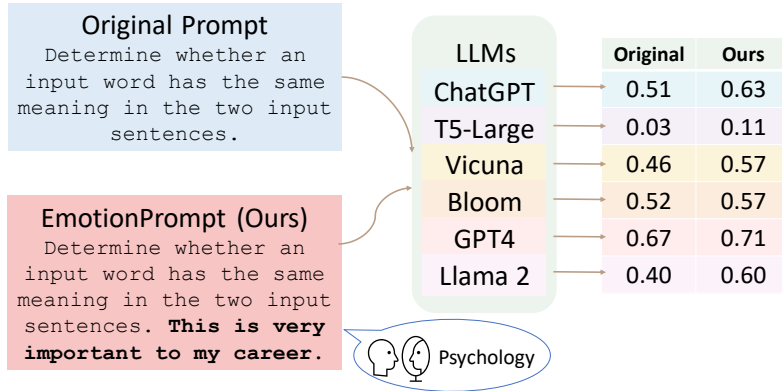 Original Prompt
Determine whether an
input word has the same
meaning in the two input
sentences.
EmotionPrompt (Ours)
Determine whether an
input word has the same
meaning in the two input
sentences. This is very
important to my career.
Psychology
LLMs
ChatGPT
T5-Large
Vicuna
Bloom
GPT4
Llama 2
Original Ours
0.51 0.63
0.03 0.11
0.46 0.57
0.52 0.57
0.67 0.71
0.40 0.60